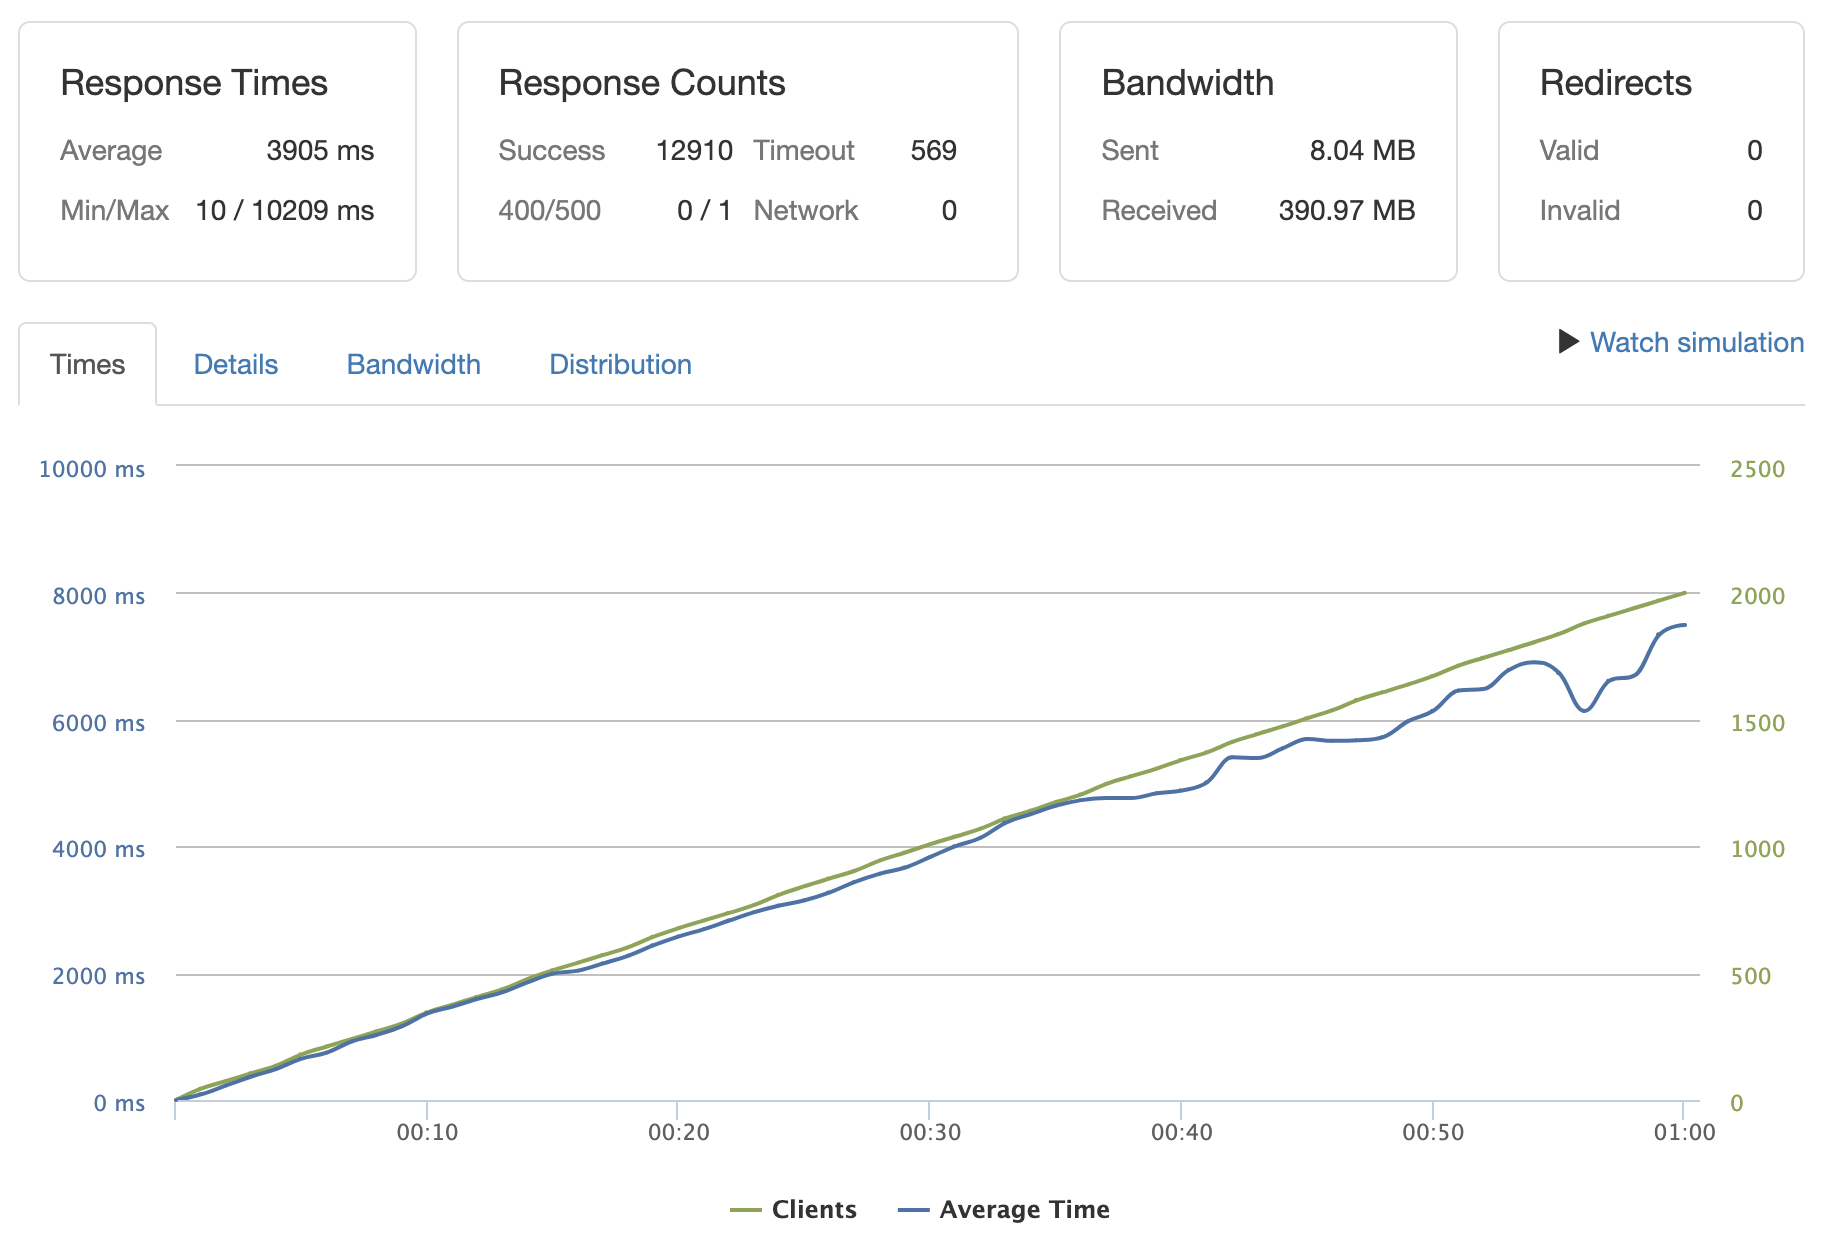 Response Times
Average 3905 ms
Min/Max 10 / 10209 ms
Response Counts
Success 12910 Timeout 569
400/500 0 / 1 Network 0
Bandwidth
Sent 8.04 MB
Received 390.97 MB
Redirects
Valid 0
Invalid 0
Times Details Bandwidth Distribution
Watch simulation
10000 ms 2500
8000 ms 2000
6000 ms 1500
4000 ms 1000
2000 ms 500
0 ms 0
00:10 00:20 00:30 00:40 00:50 01:00
Clients Average Time